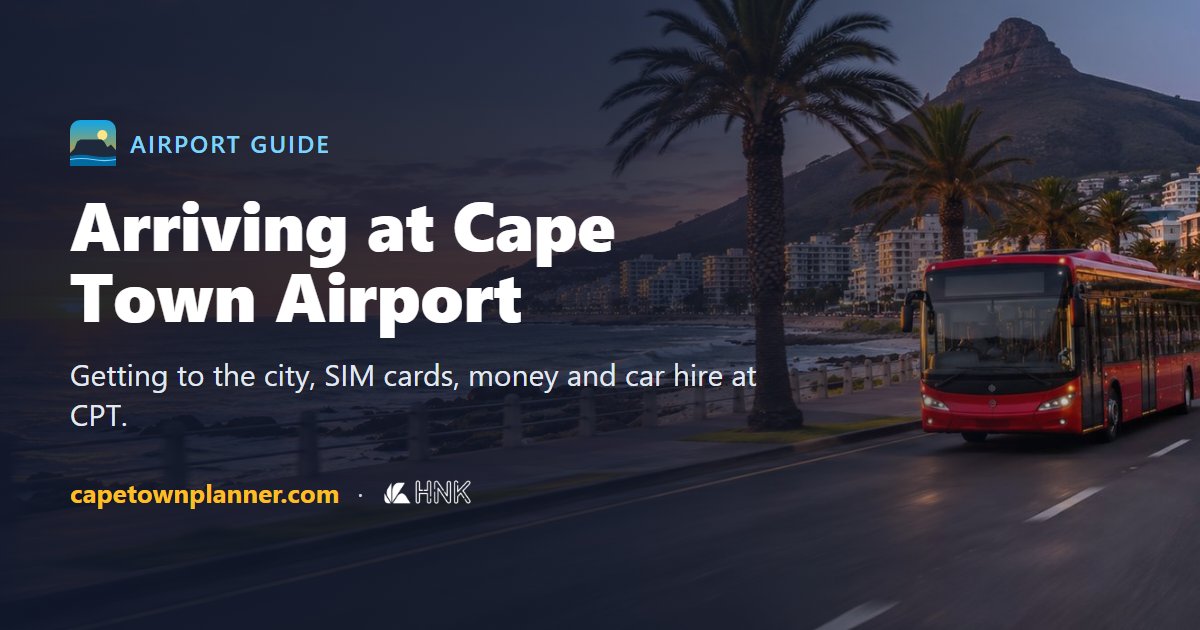 AIRPORT GUIDE
Arriving at Cape
Town Airport
Getting to the city, SIM cards, money and car hire at
CPT.
capetownplanner.com · HNK